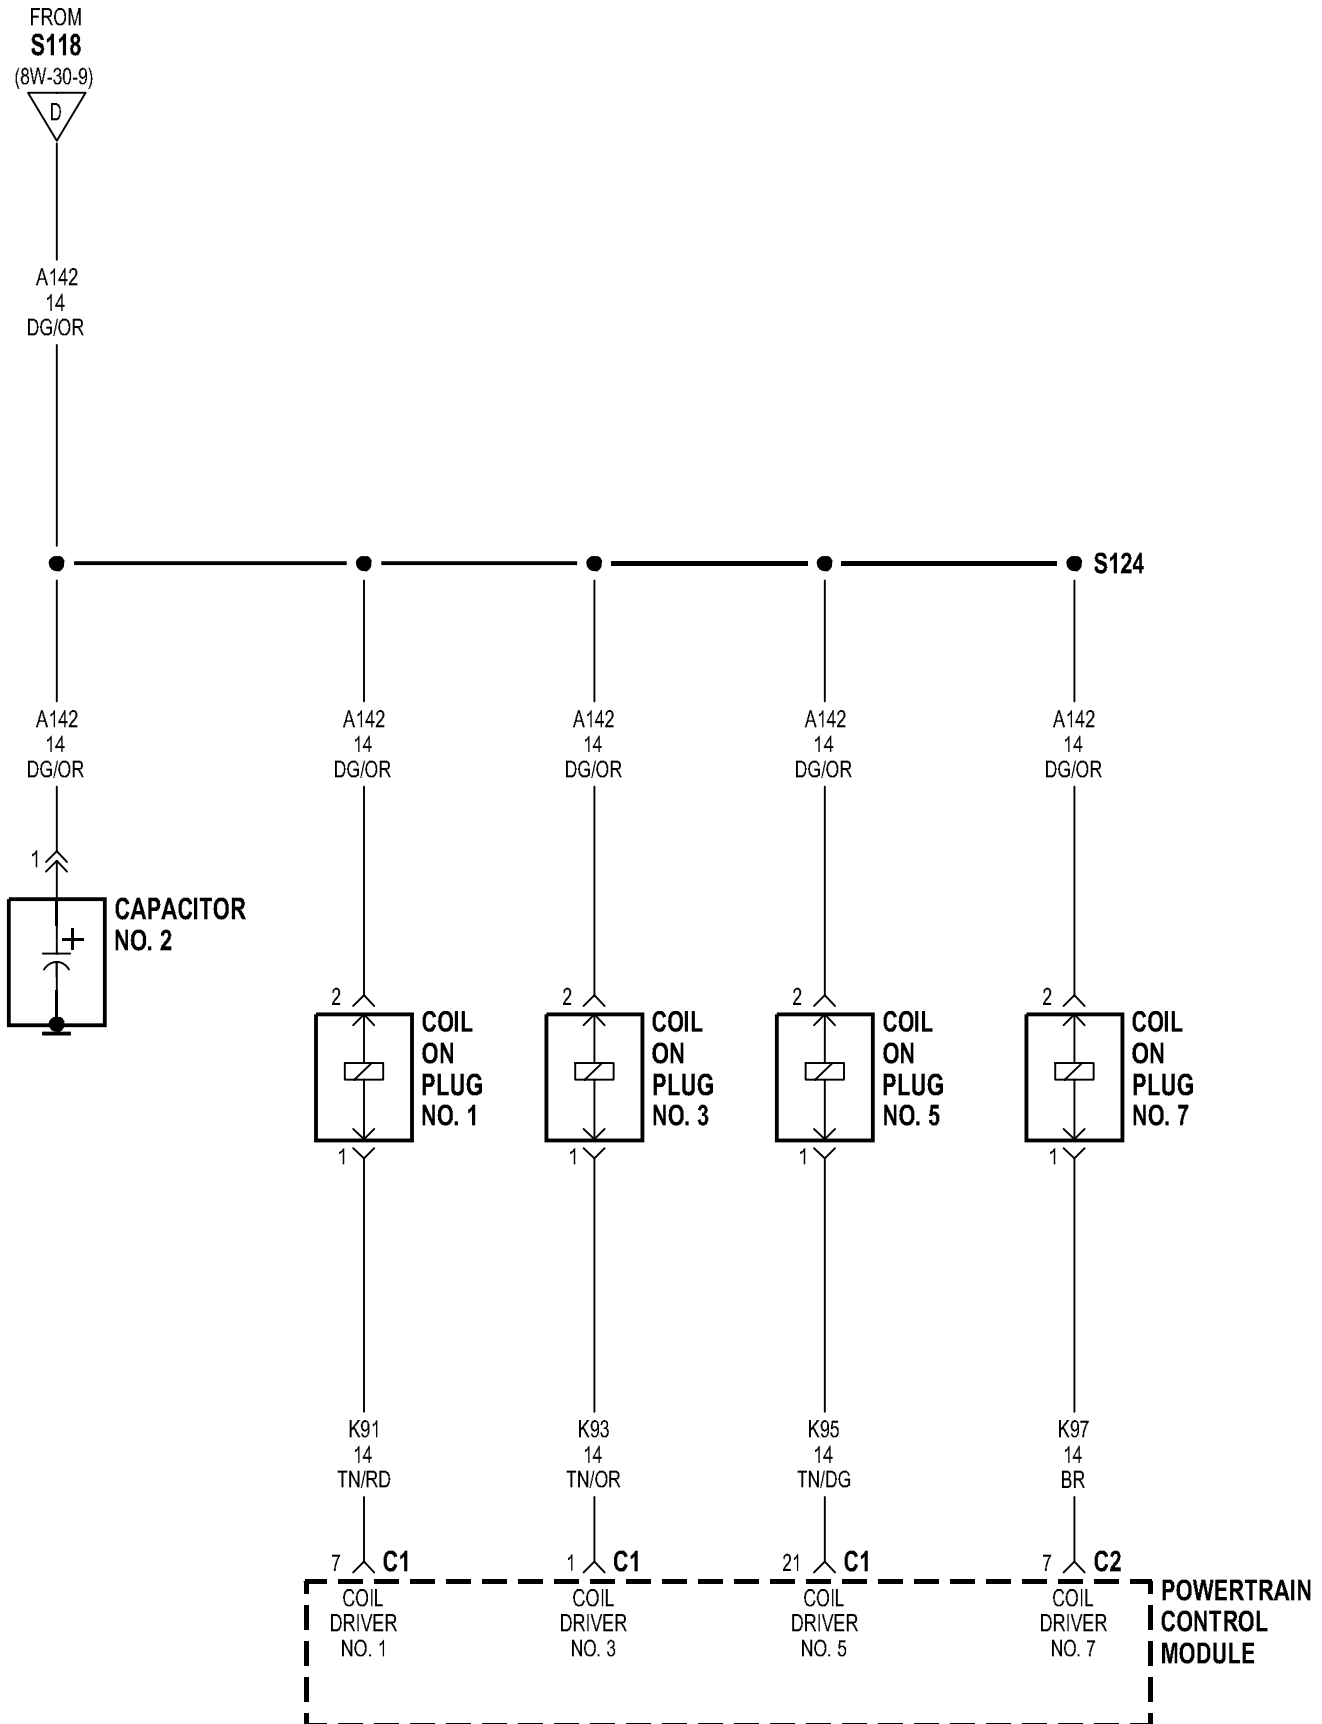 FROM
S118
(8W-30-9)
D
A142
14
DG/OR
S124
A142
14
DG/OR
A142
14
DG/OR
A142
14
DG/OR
A142
14
DG/OR
A142
14
DG/OR
1
CAPACITOR
NO. 2
+
2
COIL
ON
PLUG
NO. 1
1
2
COIL
ON
PLUG
NO. 3
1
2
COIL
ON
PLUG
NO. 5
1
2
COIL
ON
PLUG
NO. 7
1
K91
14
TN/RD
K93
14
TN/OR
K95
14
TN/DG
K97
14
BR
7 C1
1 C1
21 C1
7 C2
COIL
DRIVER
NO. 1
COIL
DRIVER
NO. 3
COIL
DRIVER
NO. 5
COIL
DRIVER
NO. 7
POWERTRAIN
CONTROL
MODULE